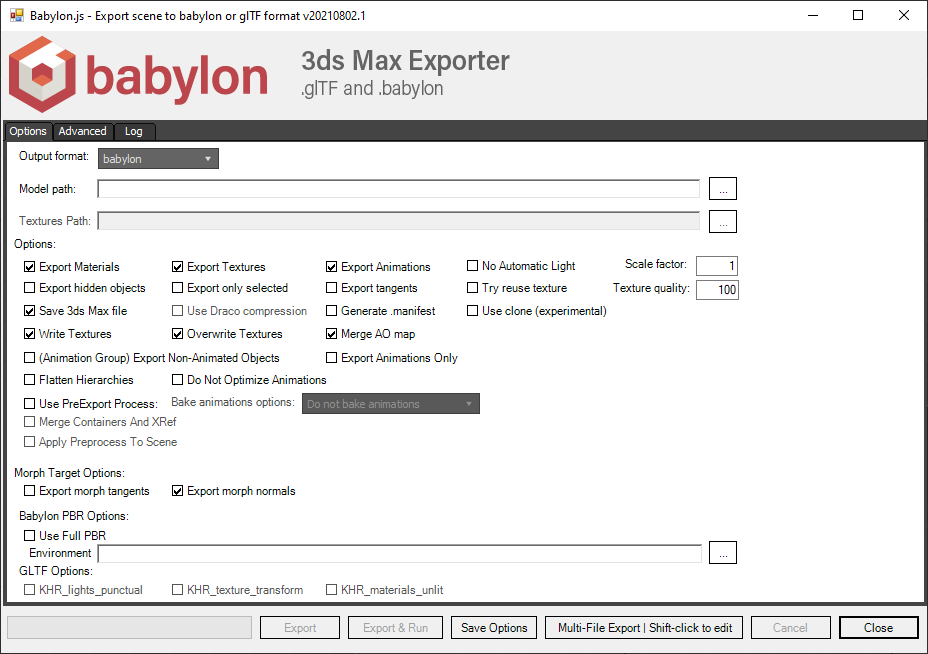 Babylon.js - Export scene to babylon or glTF format v20210802.1
babylon
3ds Max Exporter
.glTF and .babylon
Options Advanced Log
Output format: babylon
Model path: ...
Textures Path: ...
Options:
Export Materials Export Textures Export Animations No Automatic Light Scale factor: 1
Export hidden objects Export only selected Export tangents Try reuse texture Texture quality: 100
Save 3ds Max file Use Draco compression Generate .manifest Use clone (experimental)
Write Textures Overwrite Textures Merge AO map
(Animation Group) Export Non-Animated Objects Export Animations Only
Flatten Hierarchies Do Not Optimize Animations
Use PreExport Process: Bake animations options: Do not bake animations
Merge Containers And XRef
Apply Preprocess To Scene
Morph Target Options:
Export morph tangents Export morph normals
Babylon PBR Options:
Use Full PBR
Environment ...
GLTF Options:
KHR_lights_punctual KHR_texture_transform KHR_materials_unlit
Export Export & Run Save Options Multi-File Export | Shift-click to edit Cancel Close